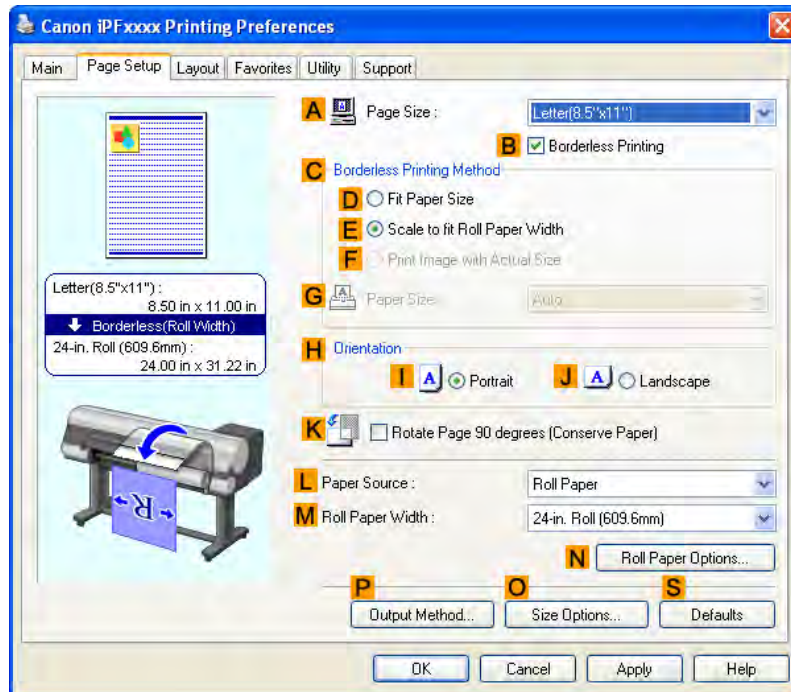 Canon iPFxxxx Printing Preferences
Main Page Setup Layout Favorites Utility Support
A Page Size : Letter(8.5"x11")
B Borderless Printing
C Borderless Printing Method
D Fit Paper Size
E Scale to fit Roll Paper Width
F Print Image with Actual Size
G A Paper Size: Auto
Letter(8.5"x11") :
8.50 in x 11.00 in
Borderless(Roll Width)
24-in. Roll (609.6mm) :
24.00 in x 31.22 in
H Orientation
I A Portrait J A Landscape
K Rotate Page 90 degrees (Conserve Paper)
R
L Paper Source : Roll Paper
M Roll Paper Width : 24-in. Roll (609.6mm)
N Roll Paper Options...
P O S
Output Method... Size Options... Defaults
OK Cancel Apply Help